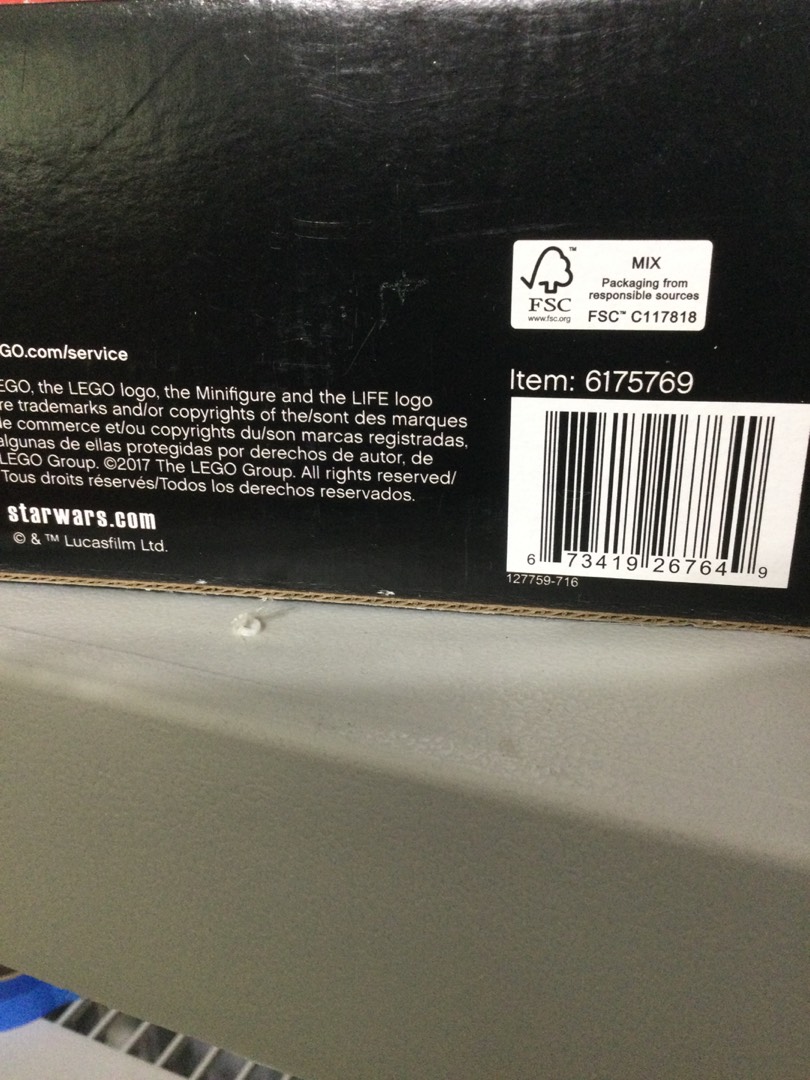 MIX
Packaging from
responsible sources
FSC™ C117818
™
FSC
www.fsc.org
GO.com/service
EGO, the LEGO logo, the Minifigure and the LIFE logo
re trademarks and/or copyrights of the/sont des marques
de commerce et/ou copyrights du/son marcas registradas,
algunas de ellas protegidas por derechos de autor, de
LEGO Group. ©2017 The LEGO Group. All rights reserved/
Tous droits réservés/Todos los derechos reservados.
starwars.com
© & ™ Lucasfilm Ltd.
Item: 6175769
6 73419 26764 9
127759-716